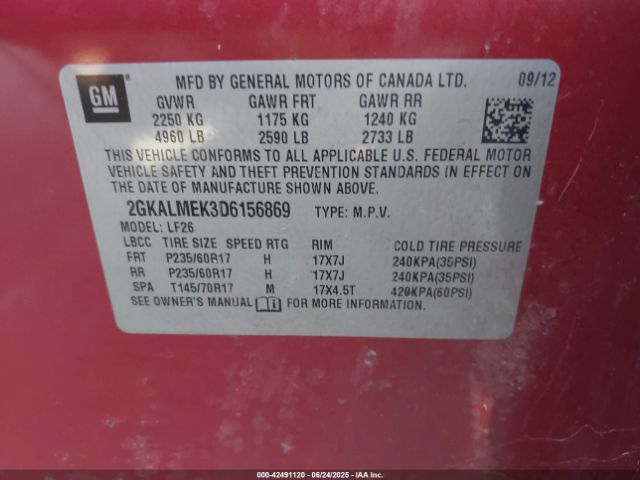 GM
MFD BY GENERAL MOTORS OF CANADA LTD. 09/12
GVWR GAWR FRT GAWR RR
2250 KG 1175 KG 1240 KG
4960 LB 2590 LB 2733 LB
THIS VEHICLE CONFORMS TO ALL APPLICABLE U.S. FEDERAL MOTOR
VEHICLE SAFETY AND THEFT PREVENTION STANDARDS IN EFFECT ON
THE DATE OF MANUFACTURE SHOWN ABOVE.
2GKALMEK3D6156869 TYPE: M.P.V.
MODEL: LF26
LBCC TIRE SIZE SPEED RTG RIM COLD TIRE PRESSURE
FRT P235/60R17 H 17X7J 240KPA(35PSI)
RR P235/60R17 H 17X7J 240KPA(35PSI)
SPA T145/70R17 M 17X4.5T 420KPA(60PSI)
SEE OWNER'S MANUAL FOR MORE INFORMATION.
000-42491120 - 06/24/2025 - COPYRIGHT IAA, LLC